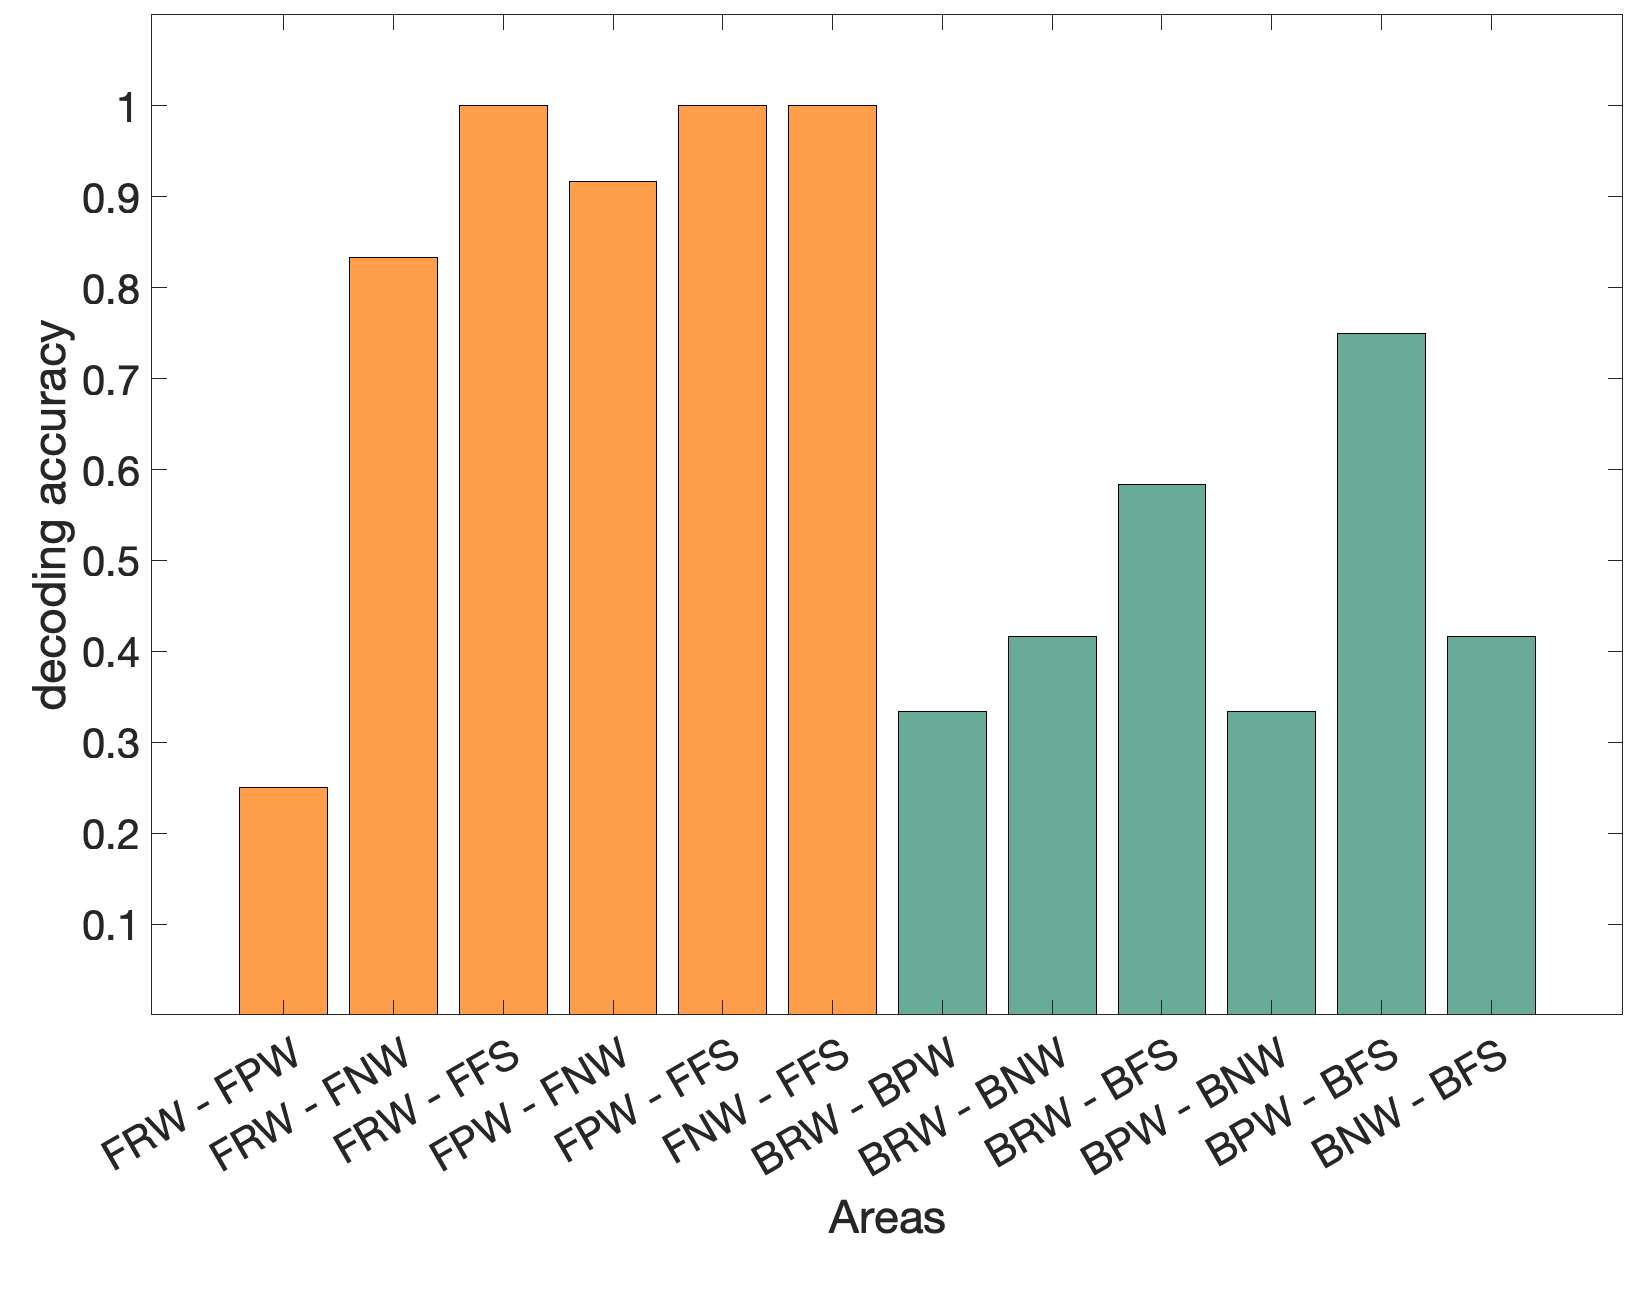 decoding accuracy
1
0.9
0.8
0.7
0.6
0.5
0.4
0.3
0.2
0.1
FRW - FPW
FRW - FNW
FRW - FFS
FPW - FNW
FPW - FFS
FNW - FFS
BRW - BPW
BRW - BNW
BRW - BFS
BPW - BNW
BPW - BFS
BNW - BFS
Areas